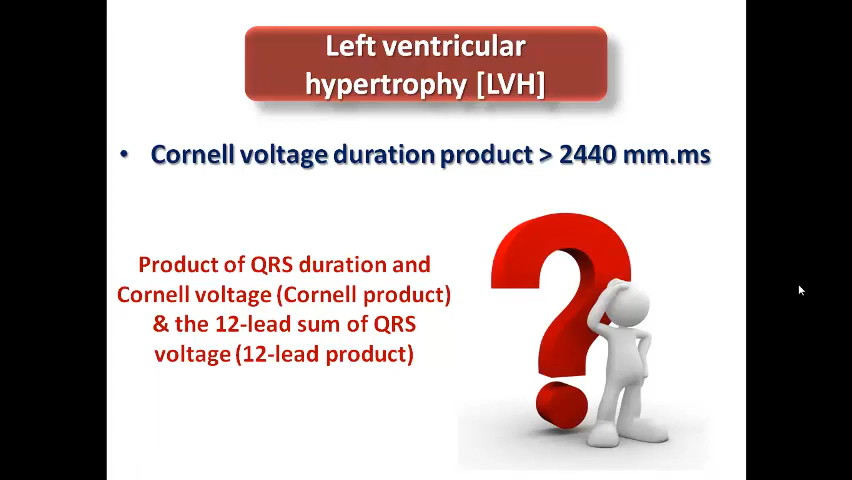 Left ventricular
hypertrophy [LVH]
• Cornell voltage duration product > 2440 mm.ms
Product of QRS duration and
Cornell voltage (Cornell product)
& the 12-lead sum of QRS
voltage (12-lead product)
?